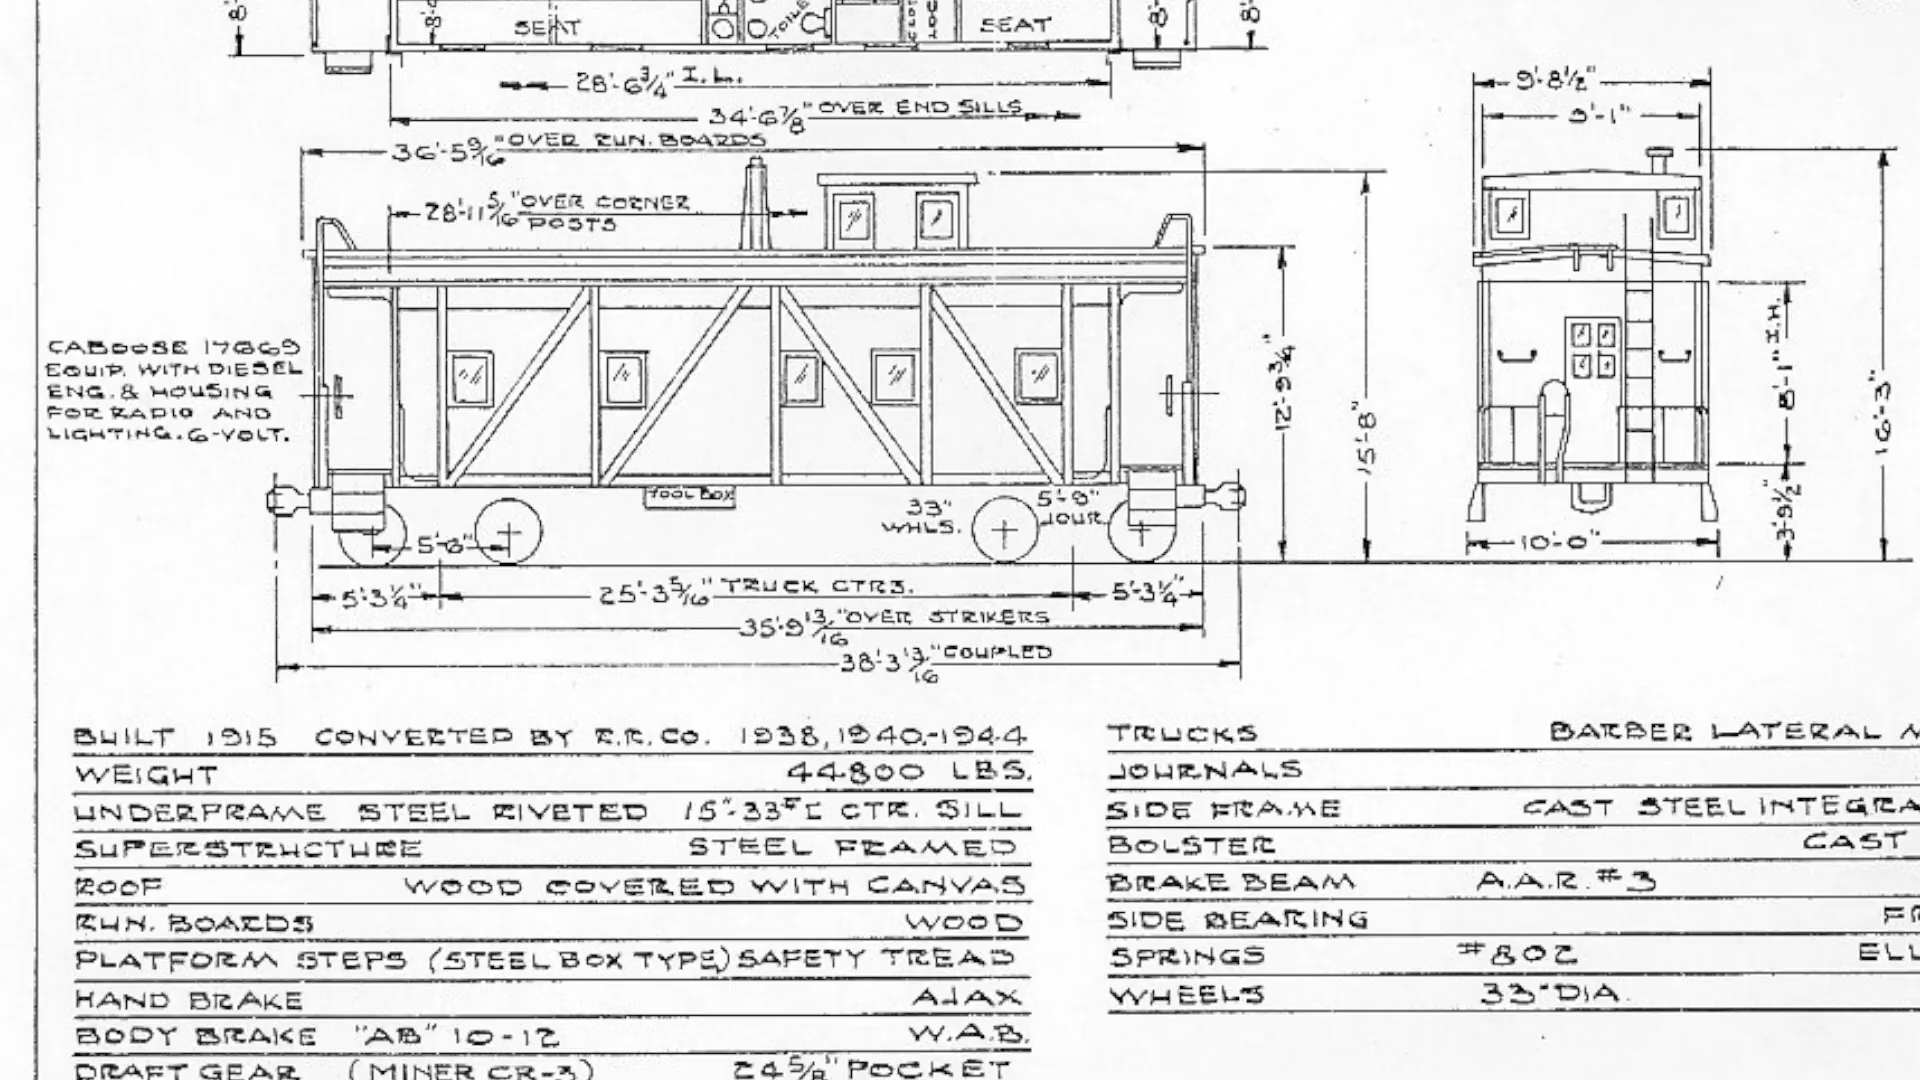 SEAT
TOILET
SEAT
28'-6¾" I.L.
34'-6⅞" OVER END SILLS
36'-5 9/16" OVER RUN. BOARDS
28'-11 5/16" OVER CORNER
POSTS
9'-8½"
9'-1"
CABOOSE 17669
EQUIP. WITH DIESEL
ENG. & HOUSING
FOR RADIO AND
LIGHTING. 6-VOLT.
12'-9¾"
15'-8"
8'-1" I.H.
16'-3"
3'-9½"
TOOL BOX
33"
WHLS.
JOUR.
5'-6"
10'-0"
5'-3¼"
25'-3 5/16" TRUCK CTRS.
5'-3¼"
35'-9 13/16" OVER STRIKERS
38'-3 13/16" COUPLED
BUILT 1915 CONVERTED BY R.R. CO. 1938, 1940-1944
WEIGHT 44800 LBS.
UNDERFRAME STEEL RIVETED 15"-33# [ CTR. SILL
SUPERSTRUCTURE STEEL FRAMED
ROOF WOOD COVERED WITH CANVAS
RUN. BOARDS WOOD
PLATFORM STEPS (STEEL BOX TYPE) SAFETY TREAD
HAND BRAKE AJAX
BODY BRAKE "AB" 10-12 W.A.B.
DRAFT GEAR (MINER CR-3) 24⅝" POCKET
TRUCKS BARBER LATERAL
JOURNALS
SIDE FRAME CAST STEEL INTEGRA
BOLSTER CAST
BRAKE BEAM A.A.R. #3
SIDE BEARING FR
SPRINGS #802 ELL
WHEELS 33" DIA.